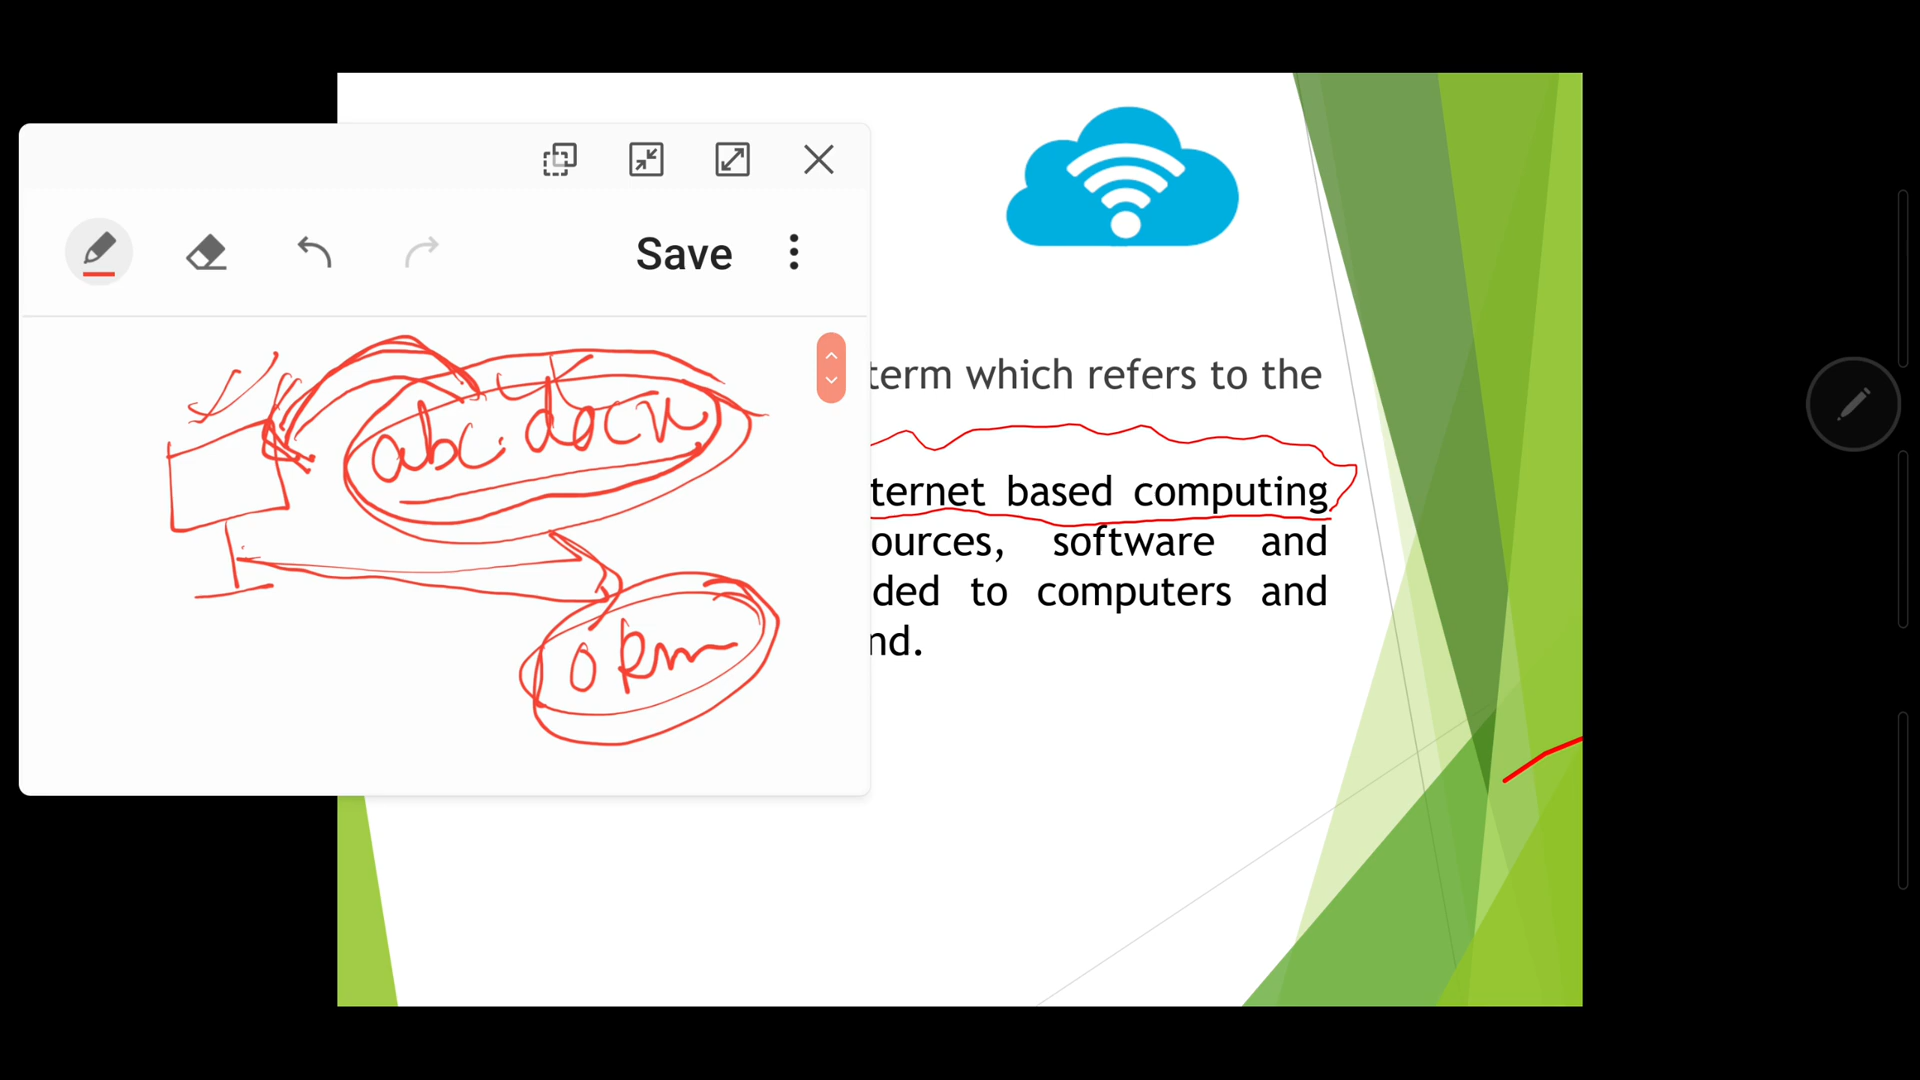 Save
abc.docx
0 km
term which refers to the
ternet based computing
ources, software and
ded to computers and
nd.